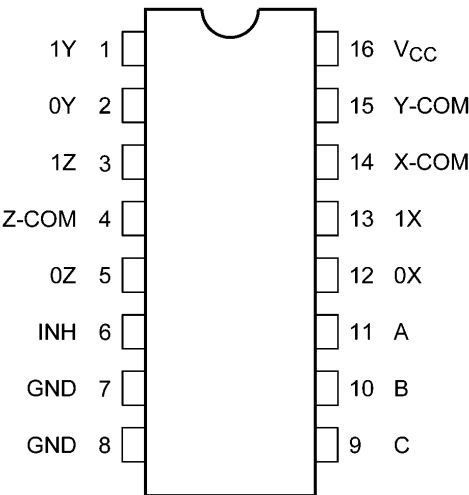 1Y 1 16 VCC
0Y 2 15 Y-COM
1Z 3 14 X-COM
Z-COM 4 13 1X
0Z 5 12 0X
INH 6 11 A
GND 7 10 B
GND 8 9 C